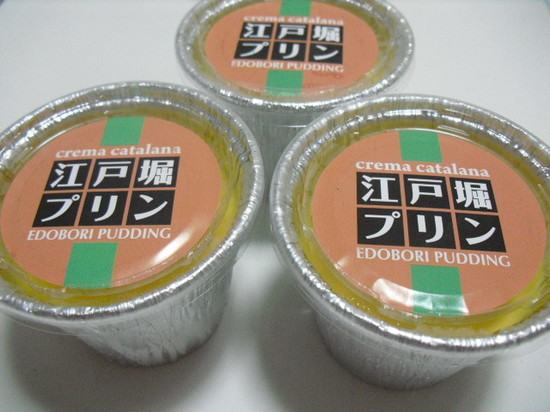 crema catalana
江戸堀
プリン
EDOBORI PUDDING
crema catalana
江戸堀
プリン
EDOBORI PUDDING
crema catalana
江戸堀
プリン
EDOBORI PUDDING